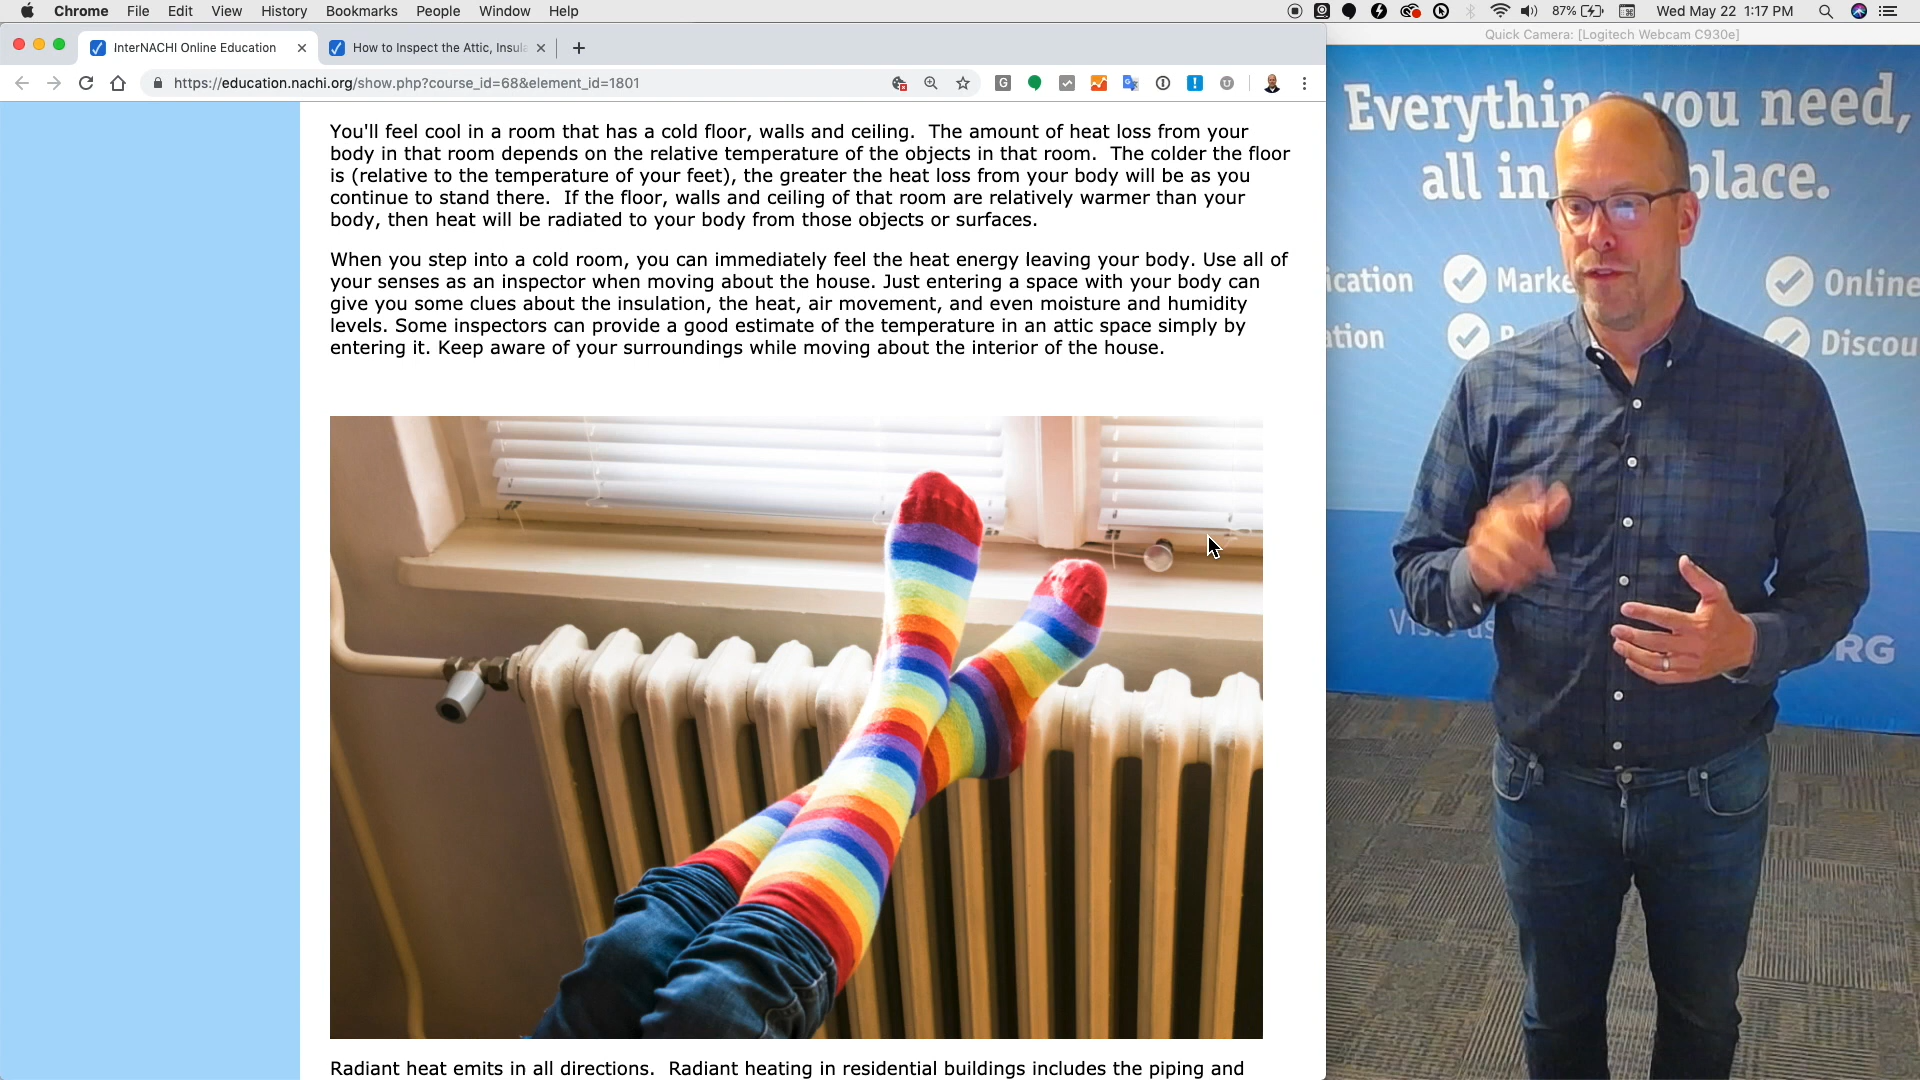 Chrome File Edit View History Bookmarks People Window Help
87% Wed May 22 1:17 PM
Quick Camera: [Logitech Webcam C930e]
InterNACHI Online Education
How to Inspect the Attic, Insula
https://education.nachi.org/show.php?course_id=68&element_id=1801
You'll feel cool in a room that has a cold floor, walls and ceiling. The amount of heat loss from your
body in that room depends on the relative temperature of the objects in that room. The colder the floor
is (relative to the temperature of your feet), the greater the heat loss from your body will be as you
continue to stand there. If the floor, walls and ceiling of that room are relatively warmer than your
body, then heat will be radiated to your body from those objects or surfaces.
When you step into a cold room, you can immediately feel the heat energy leaving your body. Use all of
your senses as an inspector when moving about the house. Just entering a space with your body can
give you some clues about the insulation, the heat, air movement, and even moisture and humidity
levels. Some inspectors can provide a good estimate of the temperature in an attic space simply by
entering it. Keep aware of your surroundings while moving about the interior of the house.
Radiant heat emits in all directions. Radiant heating in residential buildings includes the piping and
Everything you need,
all in place.
ication Marke Online
ation Discou
us
RG